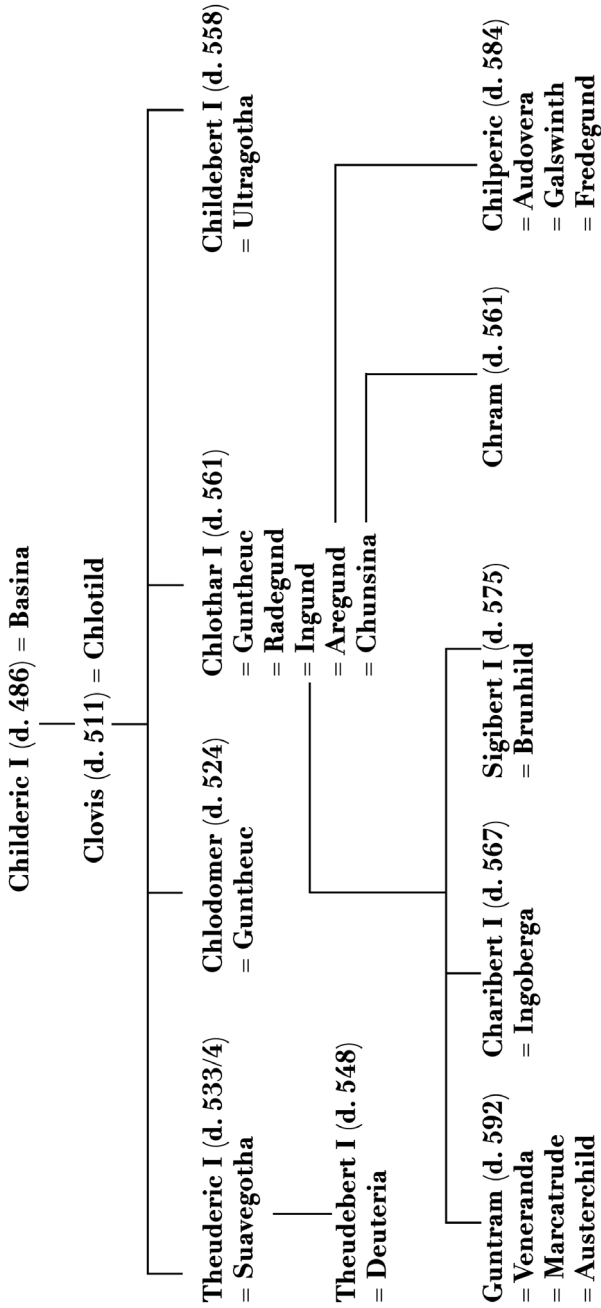 Childeric I (d. 486) = Basina
Clovis (d. 511) = Chlotild
Theuderic I (d. 533/4)
= Suavegotha
Chlodomer (d. 524)
= Guntheuc
Chlothar I (d. 561)
= Guntheuc
= Radegund
= Ingund
= Aregund
= Chunsina
Childebert I (d. 558)
= Ultragotha
Theudebert I (d. 548)
= Deuteria
Guntram (d. 592)
= Veneranda
= Marcatrude
= Austerchild
Charibert I (d. 567)
= Ingoberga
Sigibert I (d. 575)
= Brunhild
Chram (d. 561)
Chilperic (d. 584)
= Audovera
= Galswinth
= Fredegund